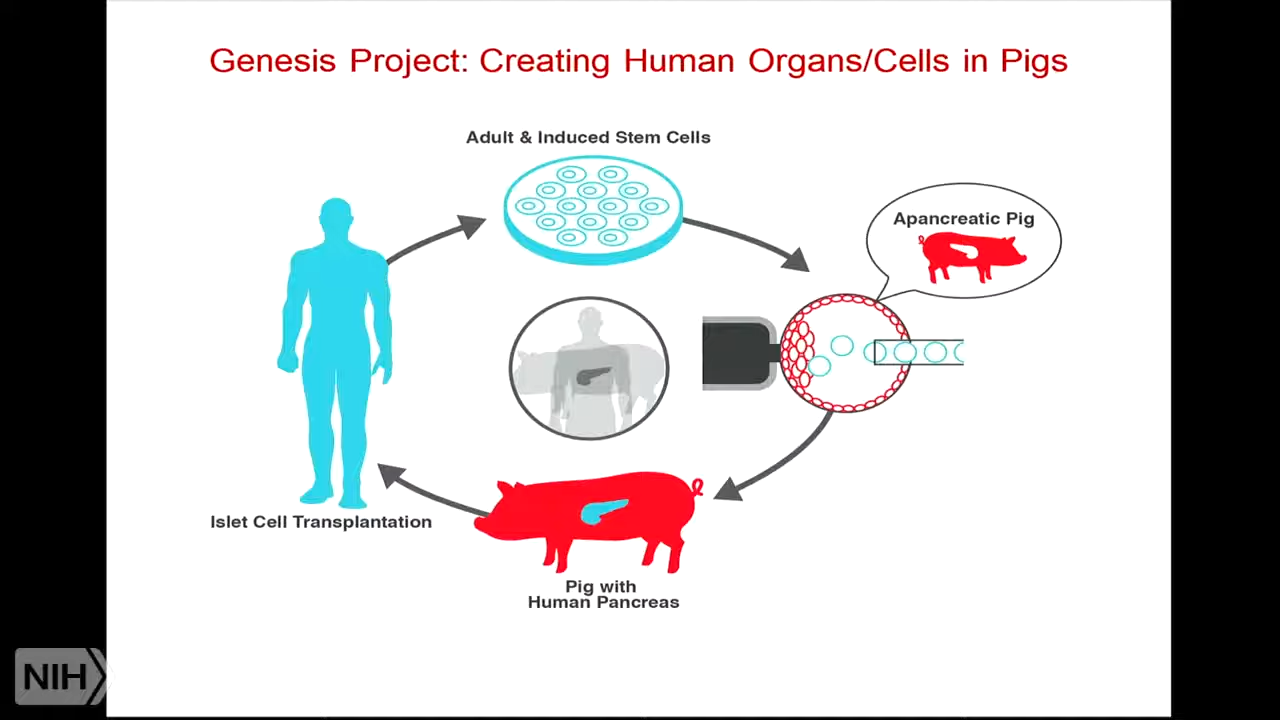 Genesis Project: Creating Human Organs/Cells in Pigs
Adult & Induced Stem Cells
Apancreatic Pig
Islet Cell Transplantation
Pig with
Human Pancreas
NIH